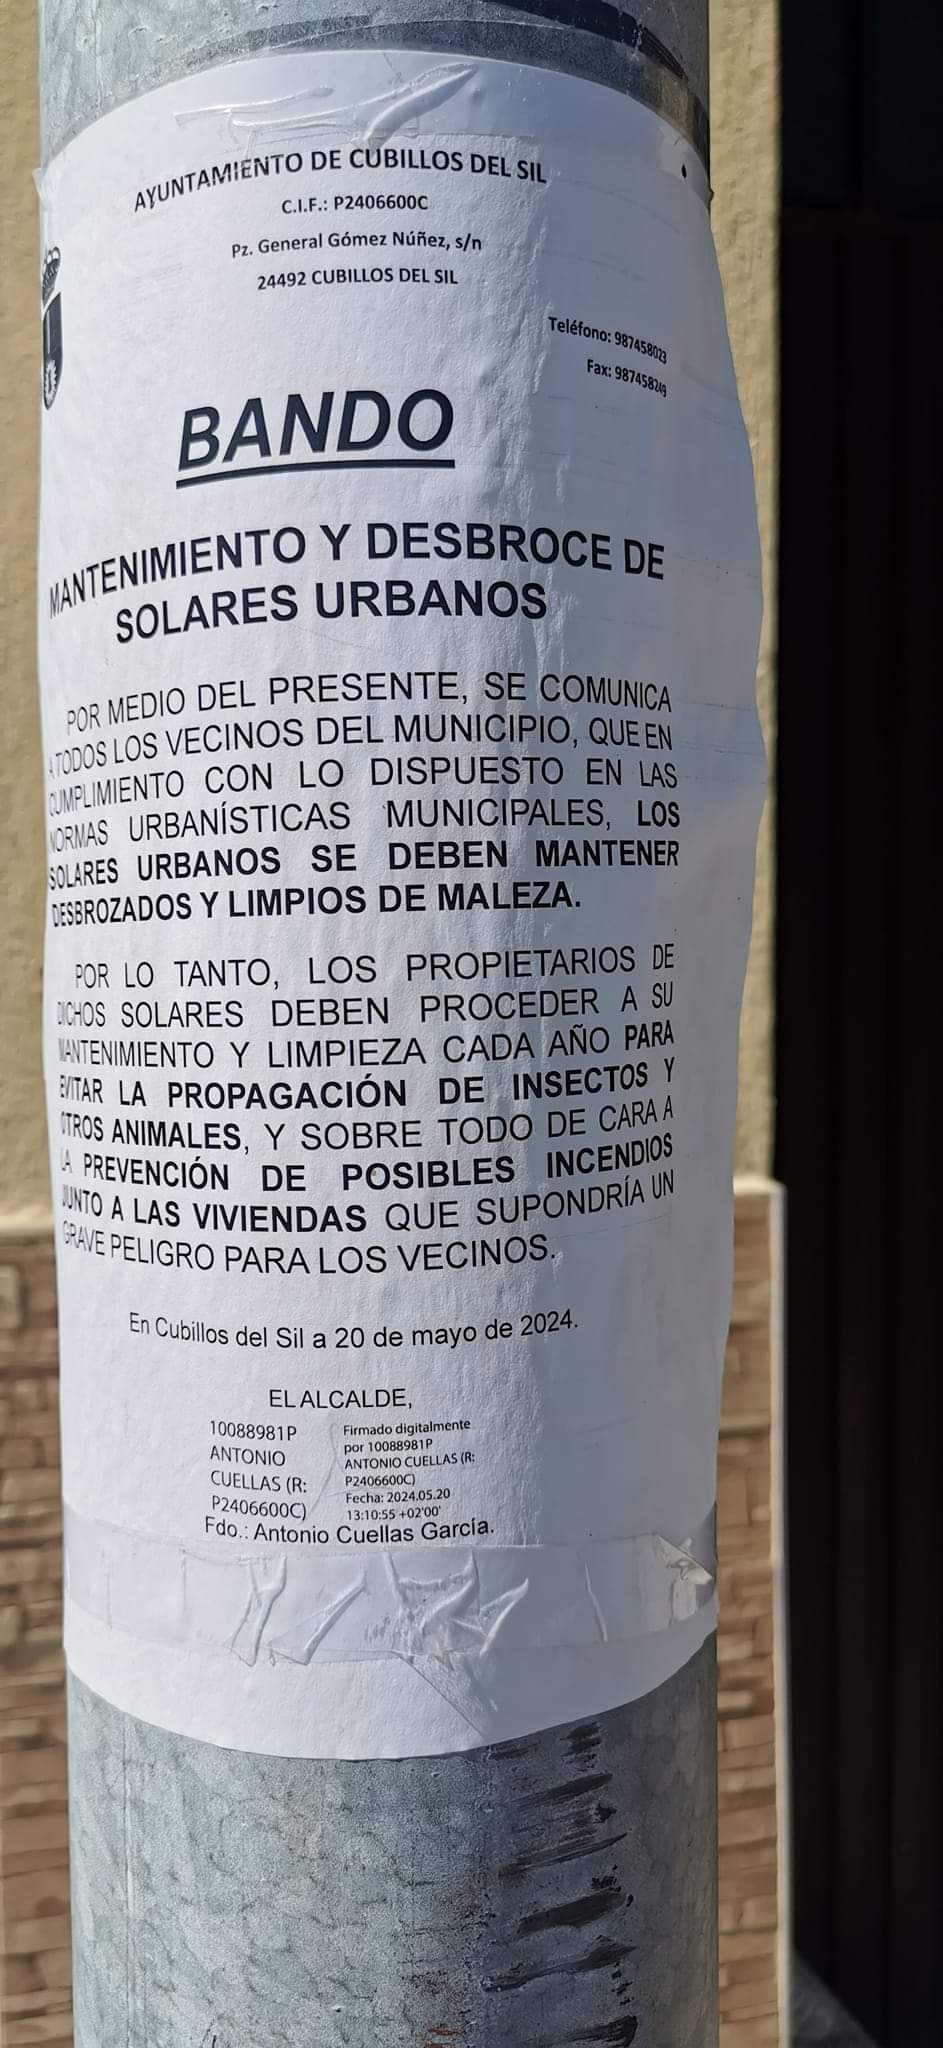 AYUNTAMIENTO DE CUBILLOS DEL SIL
C.I.F.: P2406600C
Pz. General Gómez Núñez, s/n
24492 CUBILLOS DEL SIL
Teléfono: 987458023
Fax: 987458249
BANDO
MANTENIMIENTO Y DESBROCE DE
SOLARES URBANOS
POR MEDIO DEL PRESENTE, SE COMUNICA
A TODOS LOS VECINOS DEL MUNICIPIO, QUE EN
CUMPLIMIENTO CON LO DISPUESTO EN LAS
NORMAS URBANÍSTICAS MUNICIPALES, LOS
SOLARES URBANOS SE DEBEN MANTENER
DESBROZADOS Y LIMPIOS DE MALEZA.
POR LO TANTO, LOS PROPIETARIOS DE
DICHOS SOLARES DEBEN PROCEDER A SU
MANTENIMIENTO Y LIMPIEZA CADA AÑO PARA
EVITAR LA PROPAGACIÓN DE INSECTOS Y
OTROS ANIMALES, Y SOBRE TODO DE CARA A
LA PREVENCIÓN DE POSIBLES INCENDIOS
JUNTO A LAS VIVIENDAS QUE SUPONDRÍA UN
GRAVE PELIGRO PARA LOS VECINOS.
En Cubillos del Sil a 20 de mayo de 2024.
EL ALCALDE,
10088981P
ANTONIO
CUELLAS (R:
P2406600C)
Firmado digitalmente
por 10088981P
ANTONIO CUELLAS (R:
P2406600C)
Fecha: 2024.05.20
13:10:55 +02'00'
Fdo.: Antonio Cuellas García.